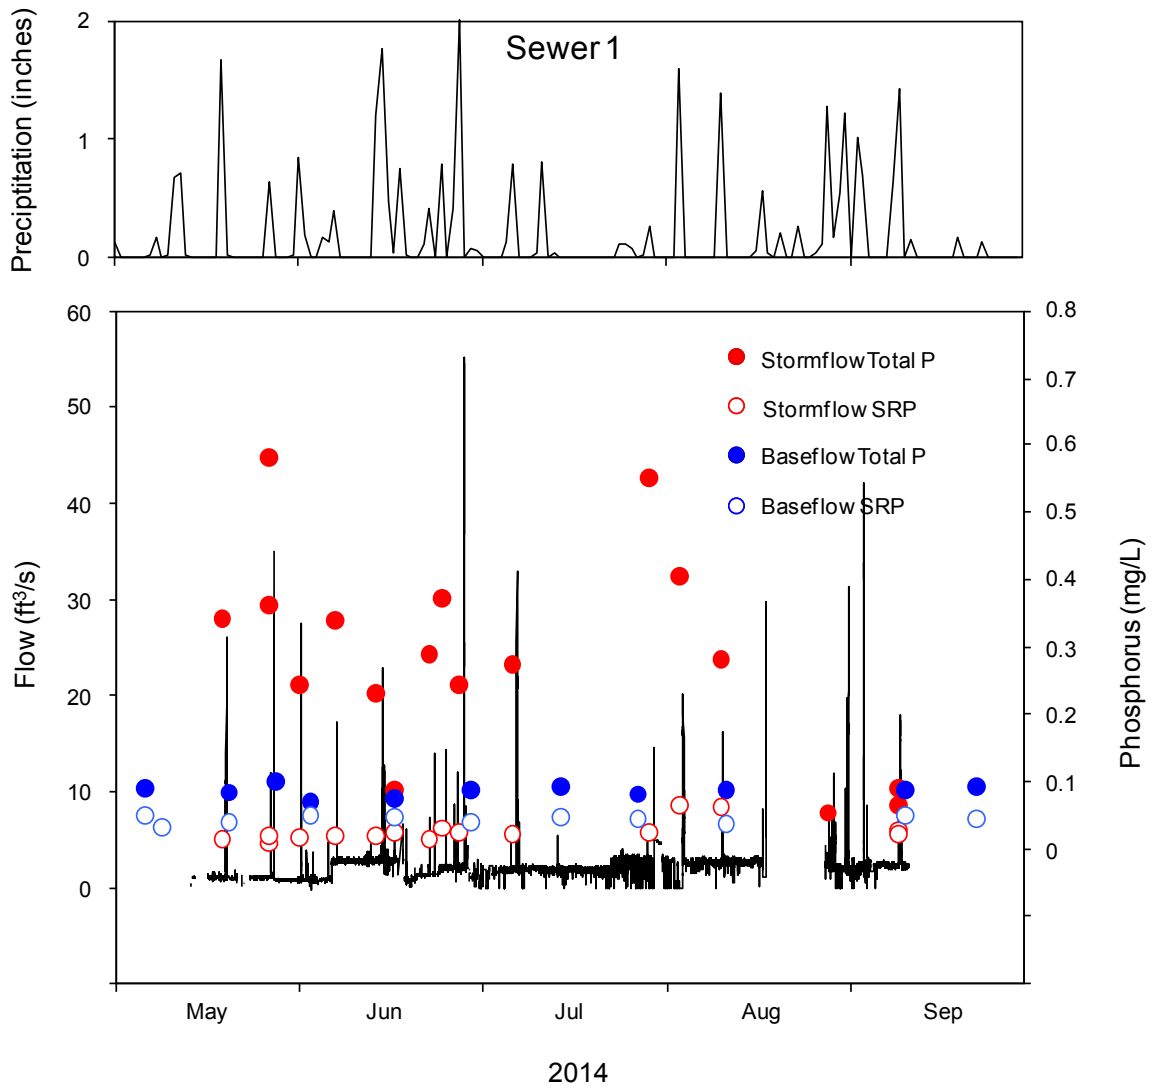 Sewer 1
Preciptitation (inches)
2
1
0
60
50
40
30
20
10
0
Flow (ft³/s)
0.8
0.7
0.6
0.5
0.4
0.3
0.2
0.1
0
Phosphorus (mg/L)
Stormflow Total P
Stormflow SRP
Baseflow Total P
Baseflow SRP
May
Jun
Jul
Aug
Sep
2014